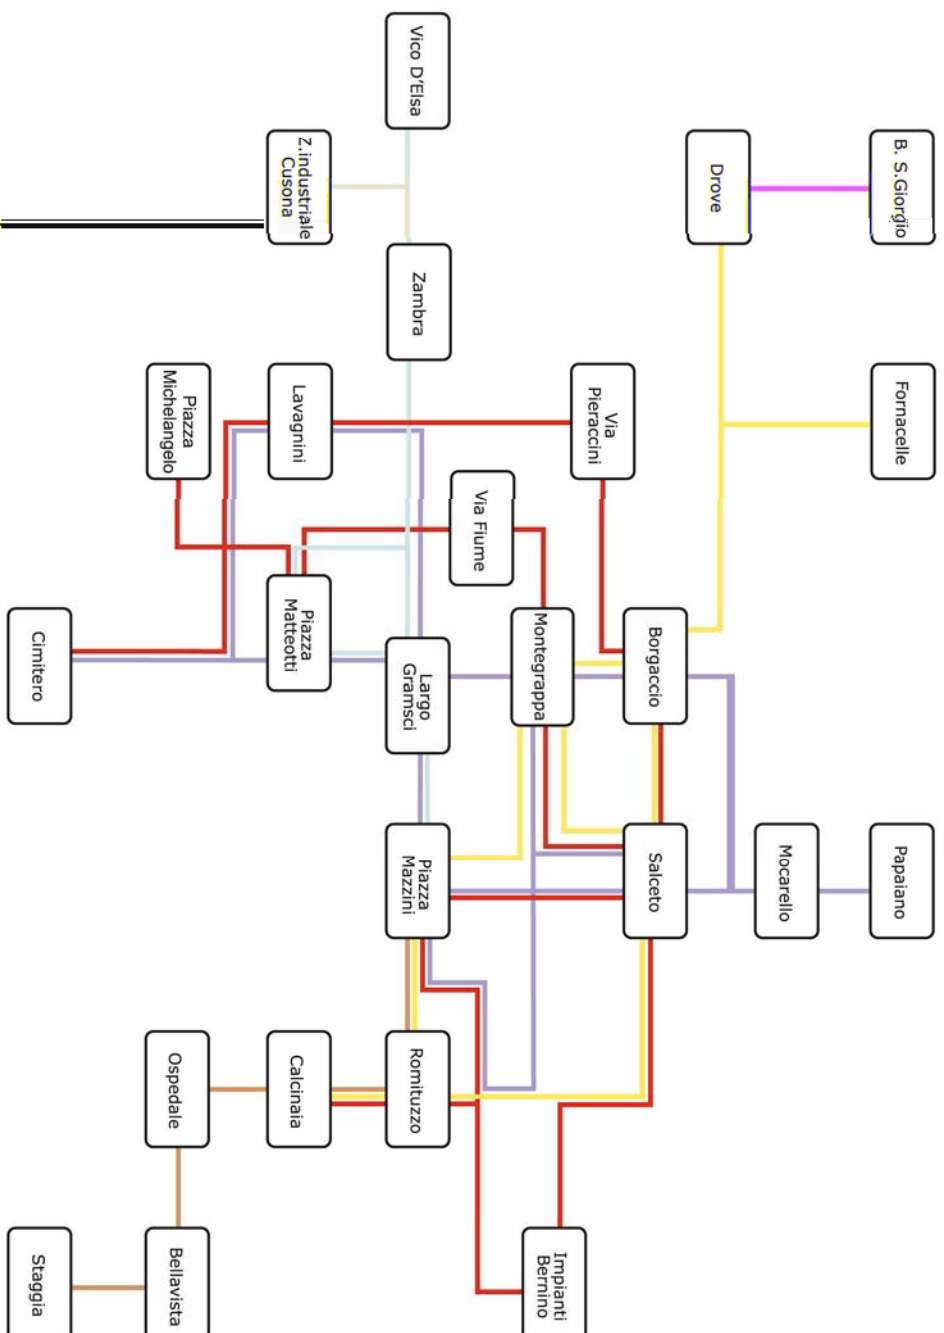 B. S.Giorgio
Fornacelle
Papaiano
Mocarello
Drove
Via
Pieraccini
Borgaccio
Salceto
Via Fiume
Montegrappa
Impianti
Bernino
Vico D'Elsa
Zambra
Largo
Gramsci
Piazza
Mazzini
Romituzzo
Z.industriale
Cusona
Lavagnini
Piazza
Matteotti
Calcinaia
Piazza
Michelangelo
Ospedale
Bellavista
Cimitero
Staggia